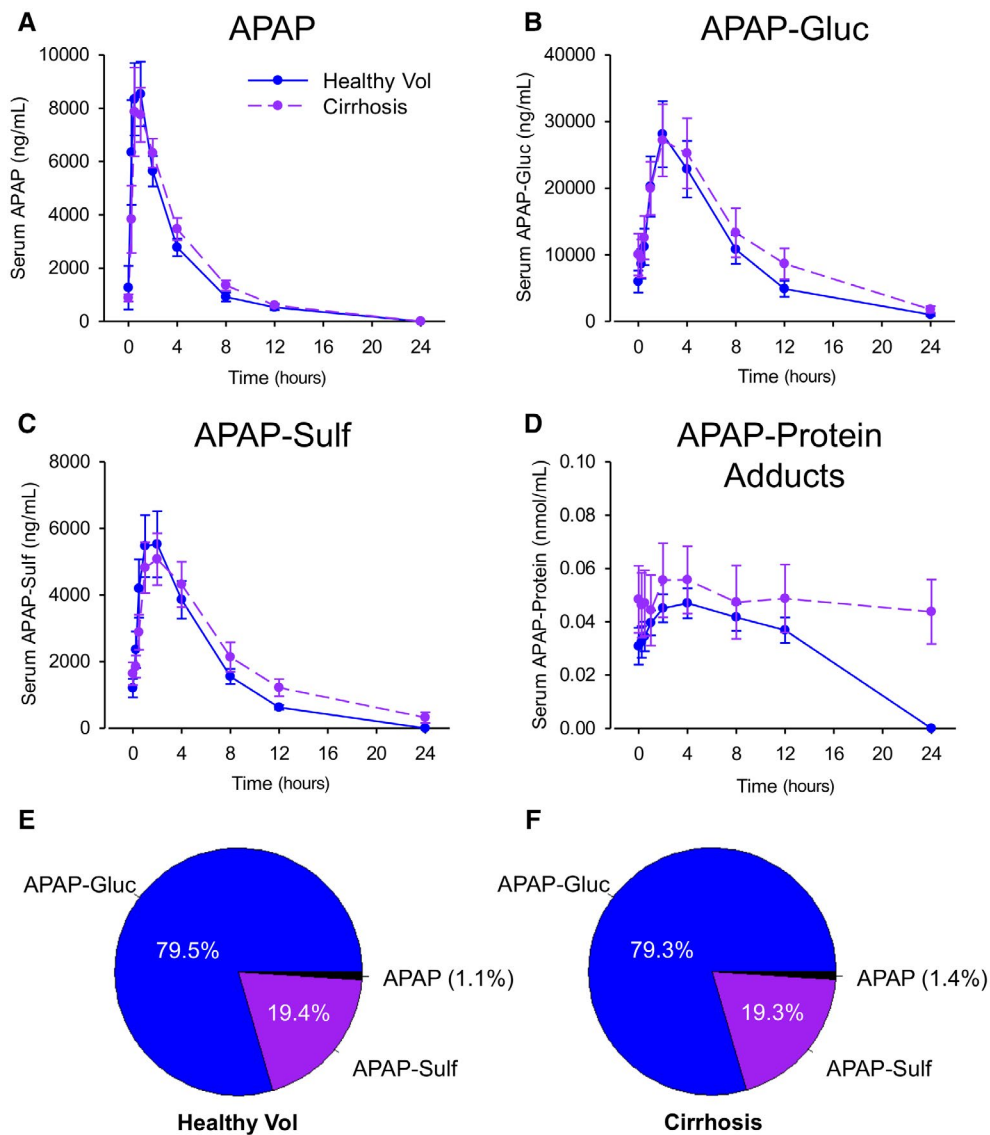 A
APAP
Serum APAP (ng/mL)
10000
8000
6000
4000
2000
0
Healthy Vol
Cirrhosis
0 4 8 12 16 20 24
Time (hours)
B
APAP-Gluc
Serum APAP-Gluc (ng/mL)
40000
30000
20000
10000
0
0 4 8 12 16 20 24
Time (hours)
C
APAP-Sulf
Serum APAP-Sulf (ng/mL)
8000
6000
4000
2000
0
0 4 8 12 16 20 24
Time (hours)
D
APAP-Protein
Adducts
Serum APAP-Protein (nmol/mL)
0.10
0.08
0.06
0.04
0.02
0.00
0 4 8 12 16 20 24
Time (hours)
E
APAP-Gluc
79.5%
APAP (1.1%)
19.4%
APAP-Sulf
Healthy Vol
F
APAP-Gluc
79.3%
APAP (1.4%)
19.3%
APAP-Sulf
Cirrhosis